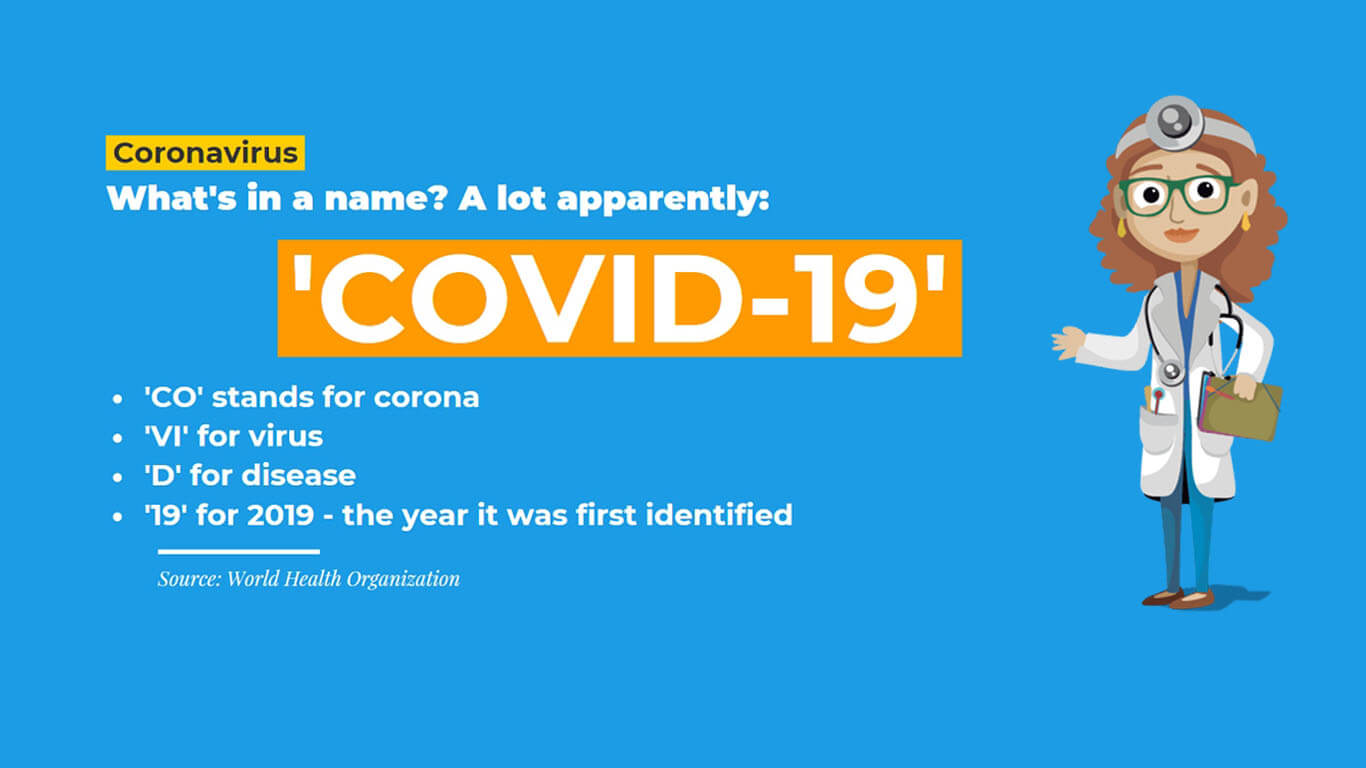 Coronavirus
What's in a name? A lot apparently:
'COVID-19'
• 'CO' stands for corona
• 'VI' for virus
• 'D' for disease
• '19' for 2019 - the year it was first identified
Source: World Health Organization